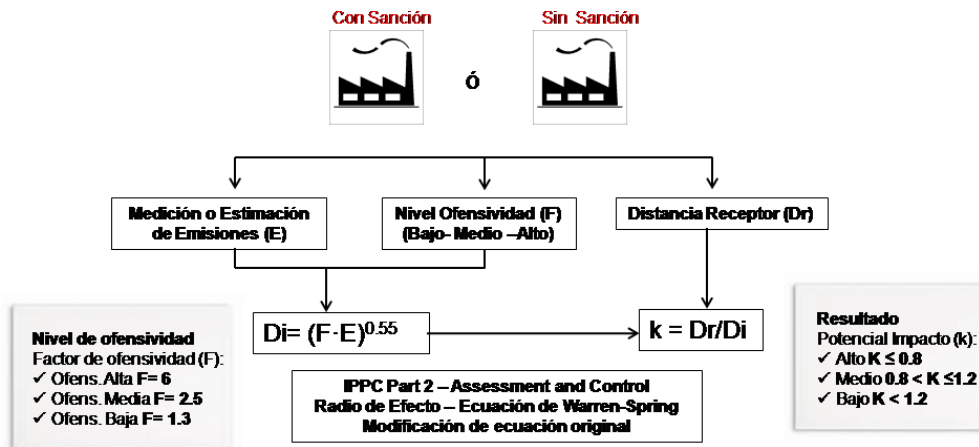 Con Sanción
Sin Sanción
ó
Medición o Estimación
de Emisiones (E)
Nivel Ofensividad (F)
(Bajo- Medio –Alto)
Distancia Receptor (Dr)
Nivel de ofensividad
Factor de ofensividad (F):
✓ Ofens. Alta F= 6
✓ Ofens. Media F= 2.5
✓ Ofens. Baja F= 1.3
Di= (F·E)^0.55
k = Dr/Di
Resultado
Potencial Impacto (k):
✓ Alto K ≤ 0.8
✓ Medio 0.8 < K ≤1.2
✓ Bajo K < 1.2
IPPC Part 2 – Assessment and Control
Radio de Efecto – Ecuación de Warren-Spring
Modificación de ecuación original